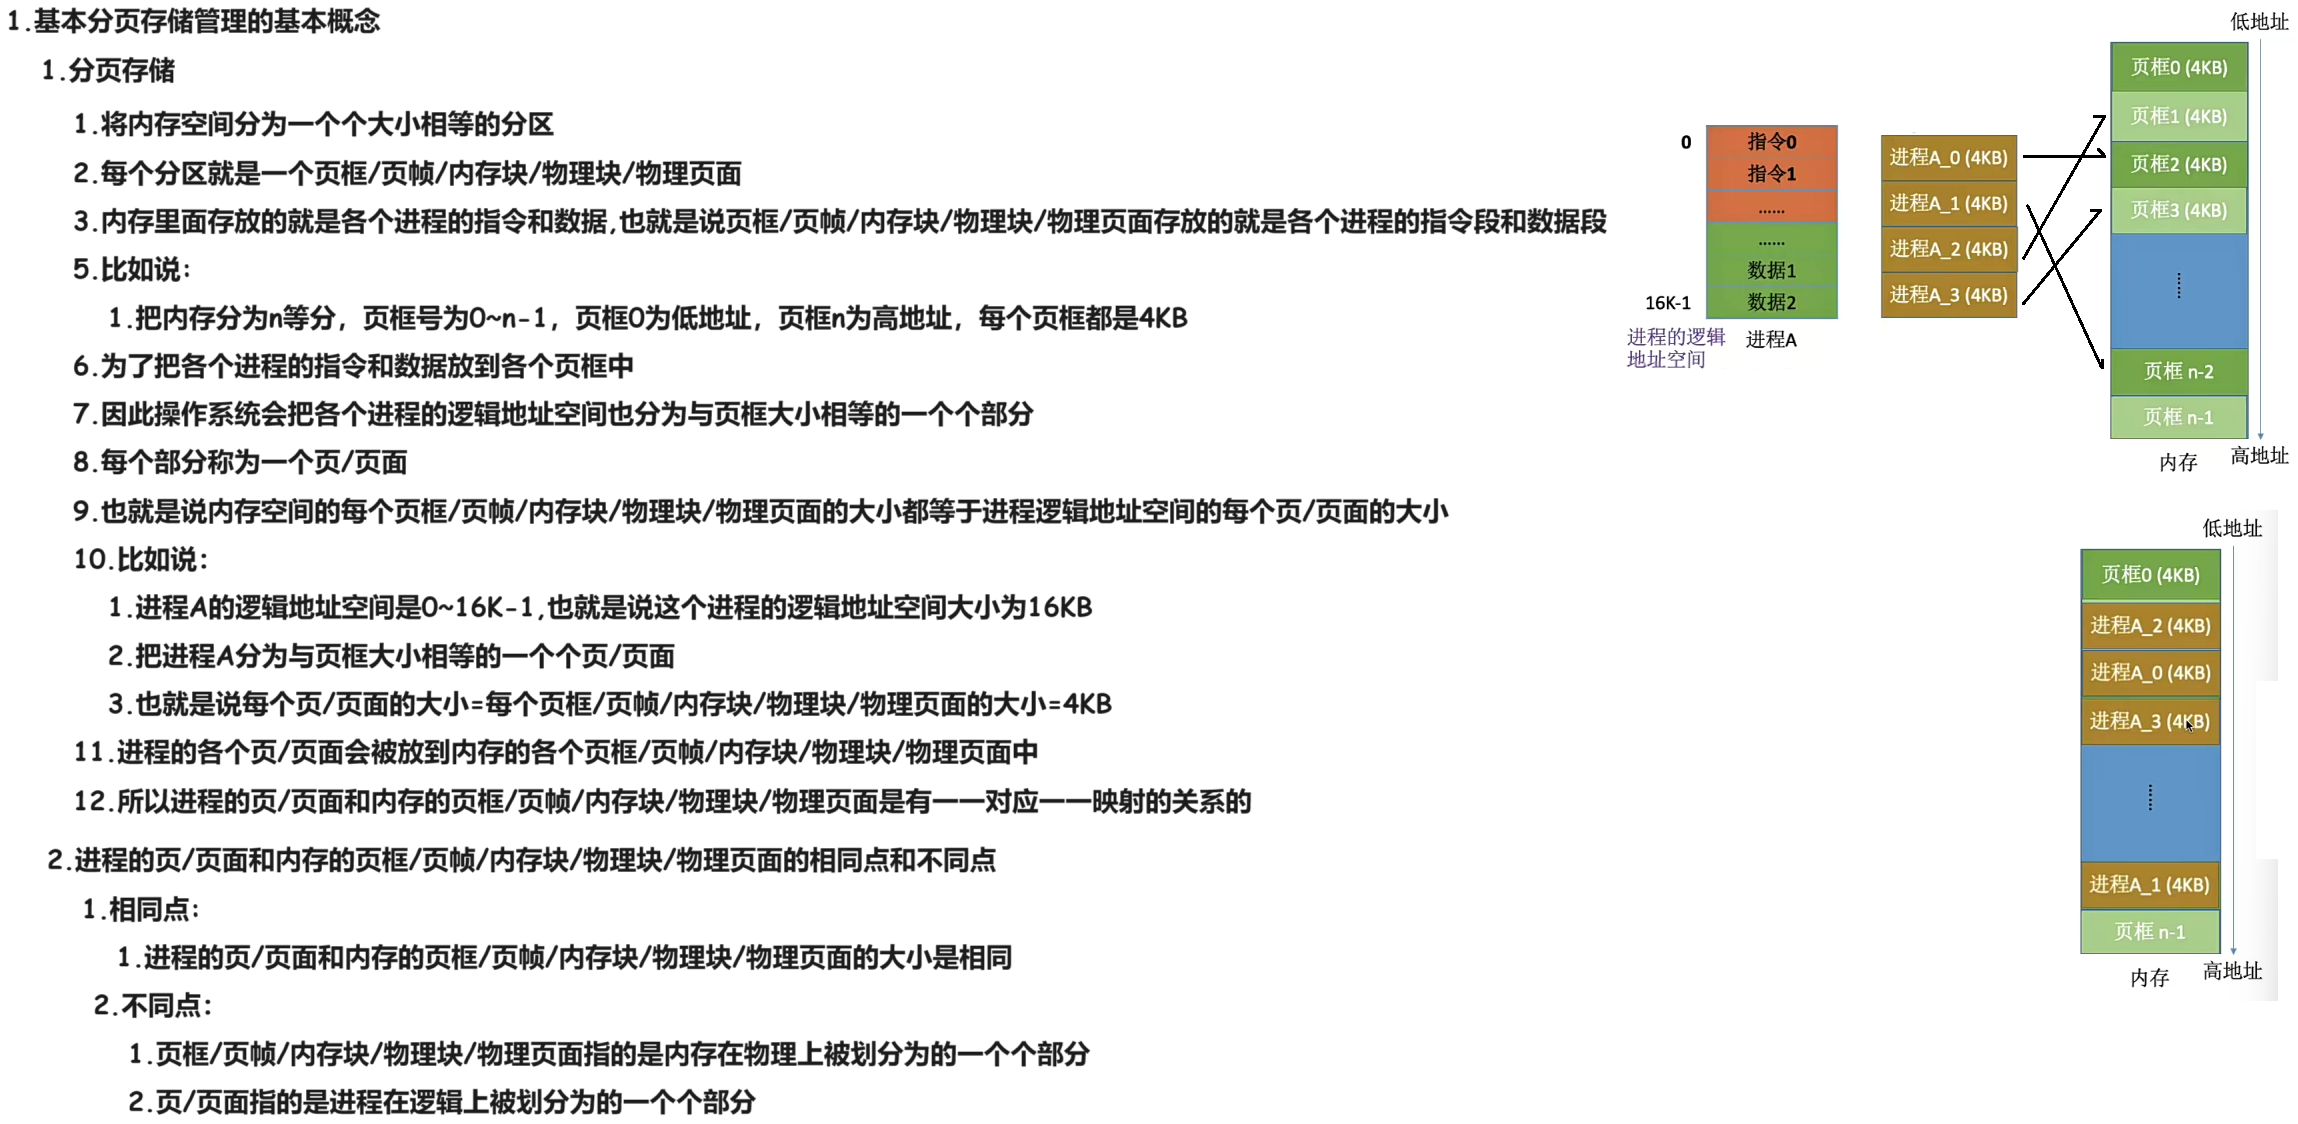 1.基本分页存储管理的基本概念
1.分页存储
1.将内存空间分为一个个大小相等的分区
2.每个分区就是一个页框/页帧/内存块/物理块/物理页面
3.内存里面存放的就是各个进程的指令和数据,也就是说页框/页帧/内存块/物理块/物理页面存放的就是各个进程的指令段和数据段
5.比如说：
1.把内存分为n等分，页框号为0~n-1，页框0为低地址，页框n为高地址，每个页框都是4KB
6.为了把各个进程的指令和数据放到各个页框中
7.因此操作系统会把各个进程的逻辑地址空间也分为与页框大小相等的一个个部分
8.每个部分称为一个页/页面
9.也就是说内存空间的每个页框/页帧/内存块/物理块/物理页面的大小都等于进程逻辑地址空间的每个页/页面的大小
10.比如说：
1.进程A的逻辑地址空间是0~16K-1,也就是说这个进程的逻辑地址空间大小为16KB
2.把进程A分为与页框大小相等的一个个页/页面
3.也就是说每个页/页面的大小=每个页框/页帧/内存块/物理块/物理页面的大小=4KB
11.进程的各个页/页面会被放到内存的各个页框/页帧/内存块/物理块/物理页面中
12.所以进程的页/页面和内存的页框/页帧/内存块/物理块/物理页面是有一一对应一一映射的关系的
2.进程的页/页面和内存的页框/页帧/内存块/物理块/物理页面的相同点和不同点
1.相同点：
1.进程的页/页面和内存的页框/页帧/内存块/物理块/物理页面的大小是相同
2.不同点：
1.页框/页帧/内存块/物理块/物理页面指的是内存在物理上被划分为的一个个部分
2.页/页面指的是进程在逻辑上被划分为的一个个部分
0
指令0
指令1
......
......
数据1
16K-1
数据2
进程的逻辑
地址空间
进程A
进程A_0 (4KB)
进程A_1 (4KB)
进程A_2 (4KB)
进程A_3 (4KB)
低地址
页框0 (4KB)
页框1 (4KB)
页框2 (4KB)
页框3 (4KB)
......
页框 n-2
页框 n-1
内存
高地址
低地址
页框0 (4KB)
进程A_2 (4KB)
进程A_0 (4KB)
进程A_3 (4KB)
......
进程A_1 (4KB)
页框 n-1
内存
高地址